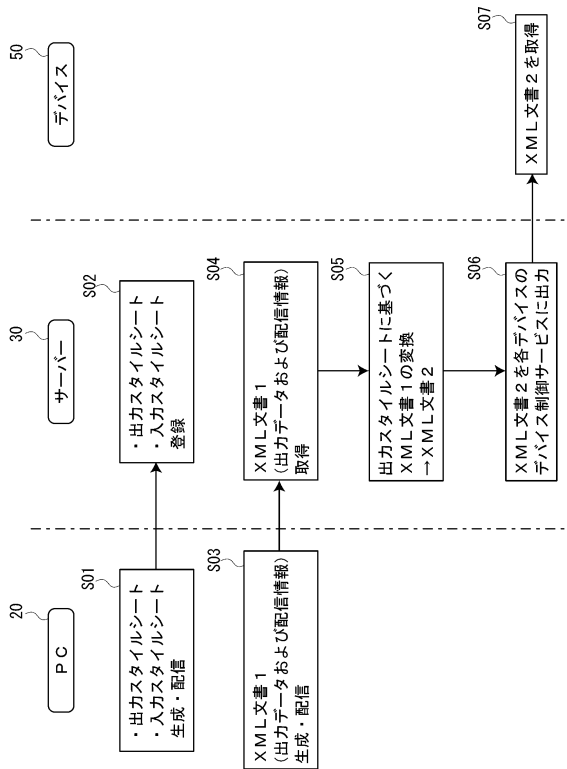 20
PC
30
サーバー
50
デバイス
S01
・出力スタイルシート
・入力スタイルシート
生成・配信
S02
・出力スタイルシート
・入力スタイルシート
登録
S03
XML文書1
(出力データおよび配信情報)
生成・配信
S04
XML文書1
(出力データおよび配信情報)
取得
S05
出力スタイルシートに基づく
XML文書1の変換
→XML文書2
S06
XML文書2を各デバイスの
デバイス制御サービスに出力
S07
XML文書2を取得